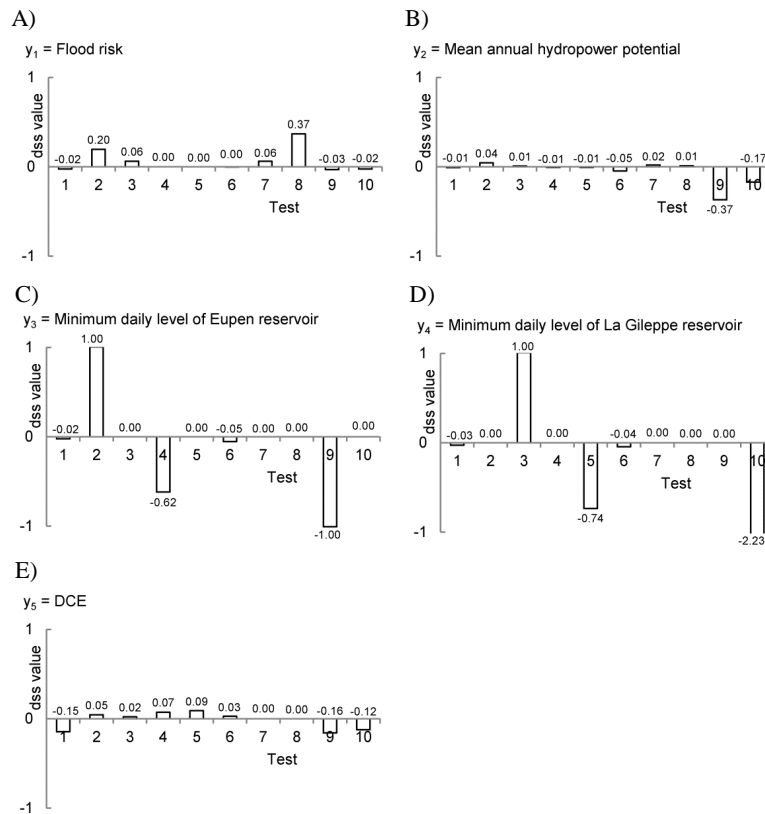 A)
y1 = Flood risk
dss value
1
0
-1
-0.02 0.20 0.06 0.00 0.00 0.00 0.06 0.37 -0.03 -0.02
1 2 3 4 5 6 7 8 9 10
Test
B)
y2 = Mean annual hydropower potential
dss value
1
0
-1
-0.01 0.04 0.01 -0.01 -0.01 -0.05 0.02 0.01 -0.37 -0.17
1 2 3 4 5 6 7 8 9 10
Test
C)
y3 = Minimum daily level of Eupen reservoir
dss value
1
0
-1
-0.02 1.00 0.00 -0.62 0.00 -0.05 0.00 0.00 -1.00 0.00
1 2 3 4 5 6 7 8 9 10
Test
D)
y4 = Minimum daily level of La Gileppe reservoir
dss value
1
0
-1
-0.03 0.00 1.00 0.00 -0.74 -0.04 0.00 0.00 0.00 -2.23
1 2 3 4 5 6 7 8 9 10
Test
E)
y5 = DCE
dss value
1
0
-1
-0.15 0.05 0.02 0.07 0.09 0.03 0.00 0.00 -0.16 -0.12
1 2 3 4 5 6 7 8 9 10
Test